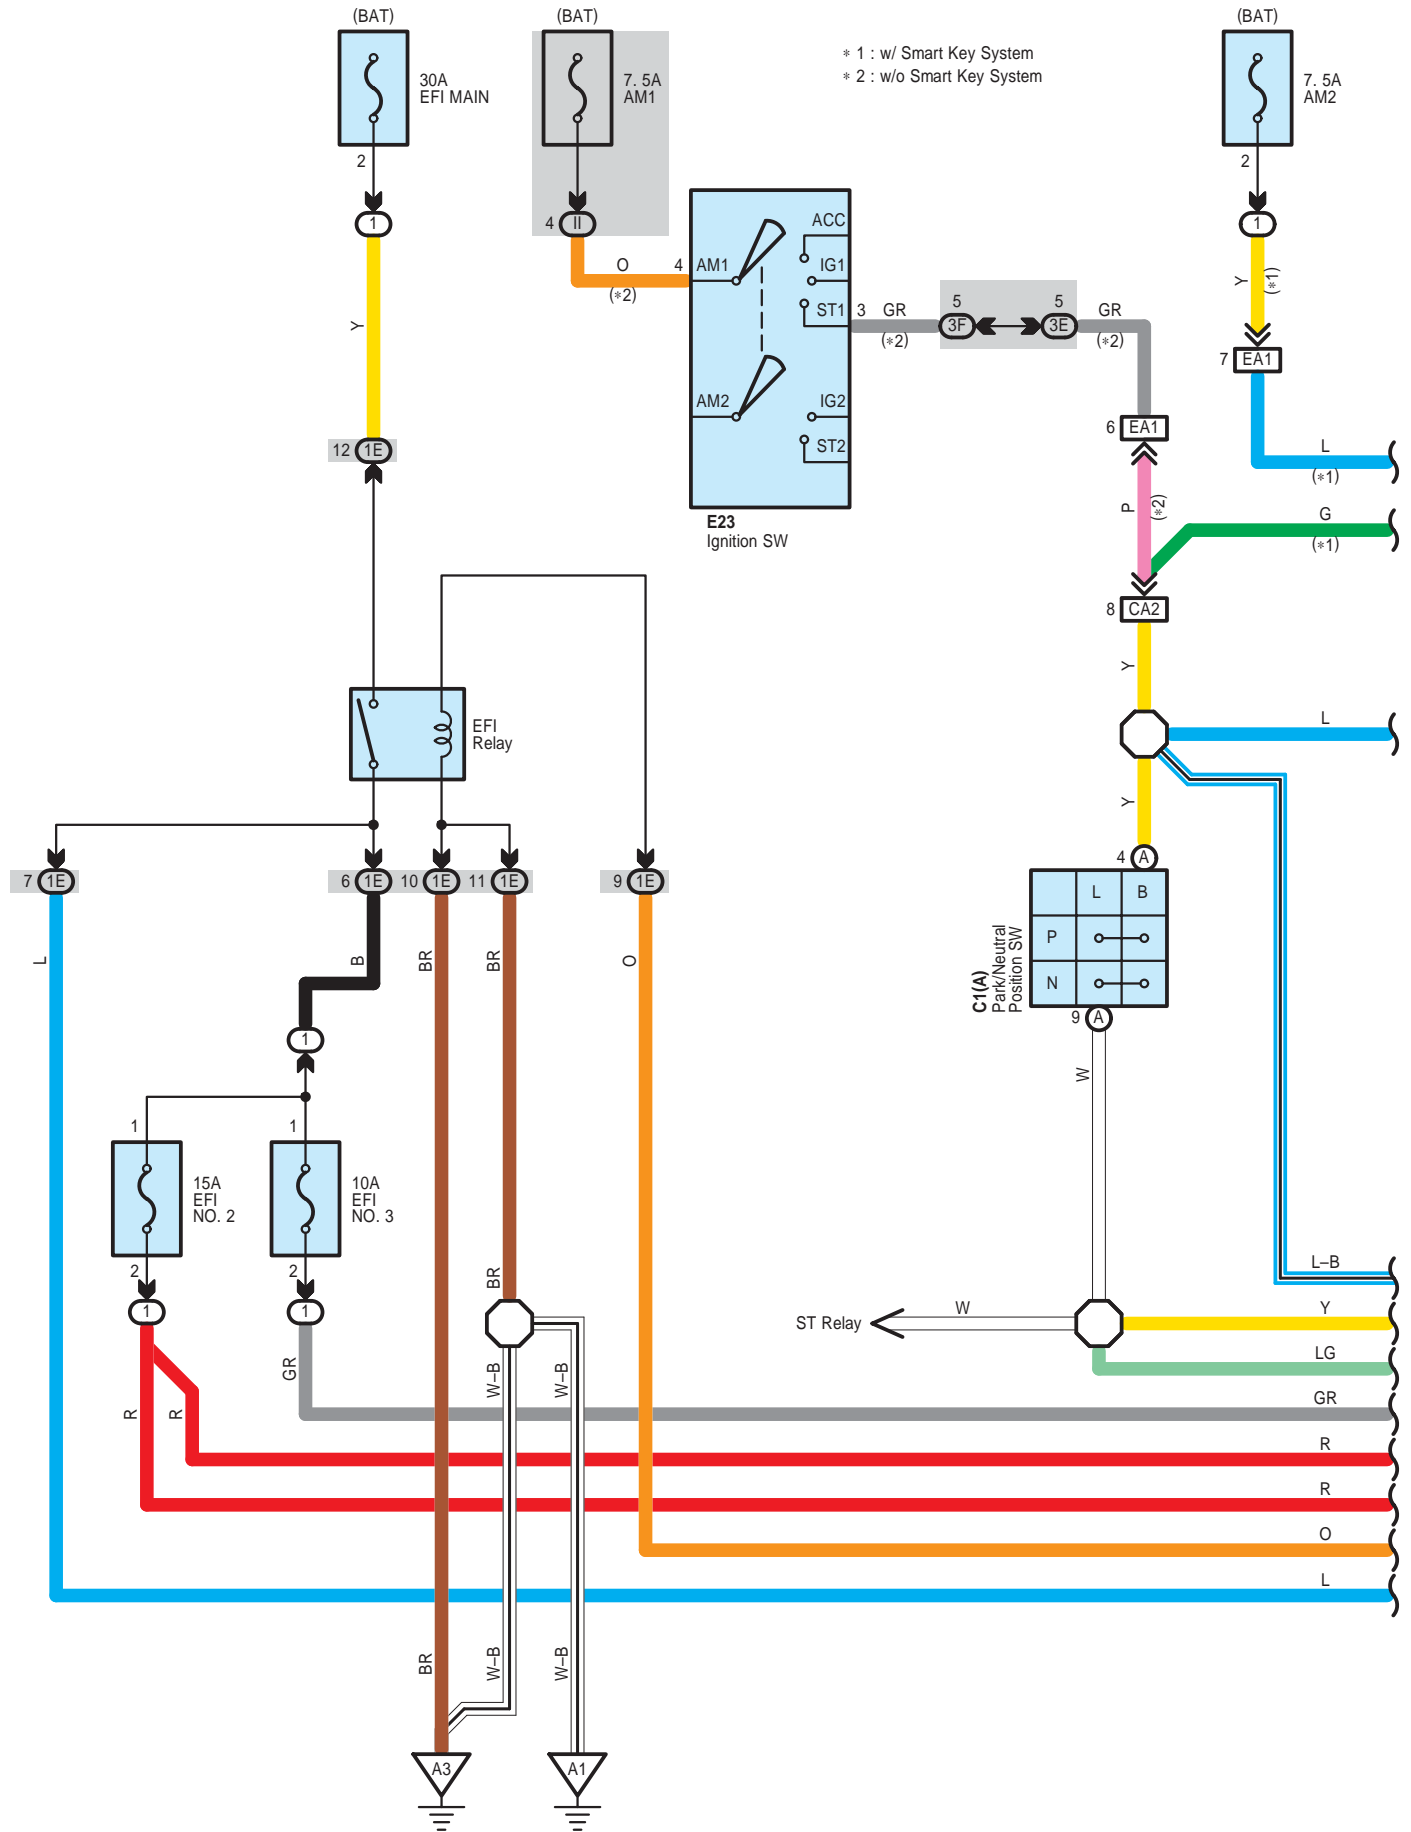 (BAT)
(BAT)
(BAT)
30A
EFI MAIN
7. 5A
AM1
∗ 1 : w/ Smart Key System
∗ 2 : w/o Smart Key System
7. 5A
AM2
2
2
1
4 II
1
Y
O
(∗2)
4
AM1
ACC
IG1
ST1
AM2
IG2
ST2
E23
Ignition SW
3 GR
(∗2)
5
3F
5
3E
GR
(∗2)
Y
(∗1)
7 EA1
6 EA1
L
(∗1)
P
(∗2)
G
(∗1)
12 1E
8 CA2
Y
EFI
Relay
L
Y
4 A
7 1E
6 1E
10 1E
11 1E
9 1E
L B
P
N
C1(A)
Park/Neutral
Position SW
9 A
L
B
BR
BR
O
1
W
1
1
15A
EFI
NO. 2
10A
EFI
NO. 3
2
2
1
1
BR
L–B
ST Relay
W
Y
LG
GR
W–B
W–B
GR
R
R
R
R
O
L
BR
W–B
W–B
A3
A1